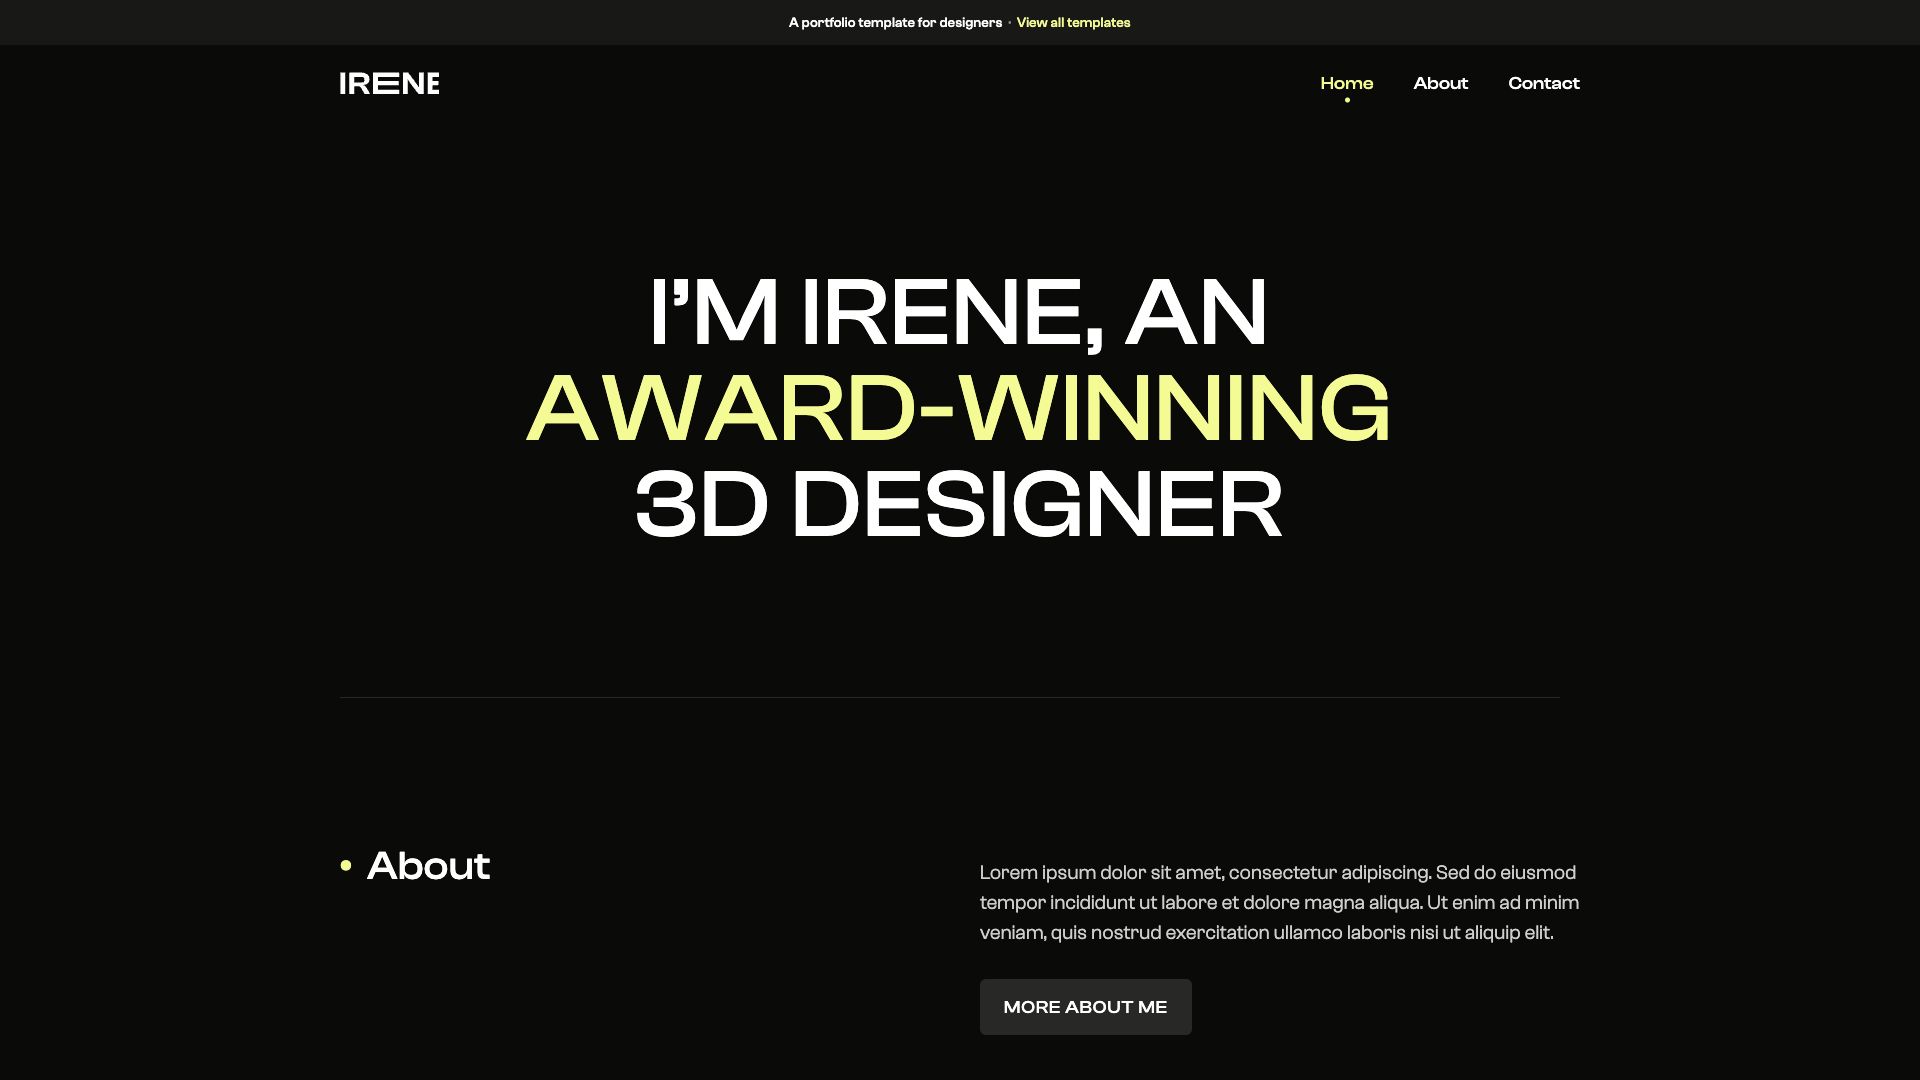 A portfolio template for designers · View all templates
IRENE
Home
About
Contact
I’M IRENE, AN
AWARD-WINNING
3D DESIGNER
• About
Lorem ipsum dolor sit amet, consectetur adipiscing. Sed do eiusmod
tempor incididunt ut labore et dolore magna aliqua. Ut enim ad minim
veniam, quis nostrud exercitation ullamco laboris nisi ut aliquip elit.
MORE ABOUT ME